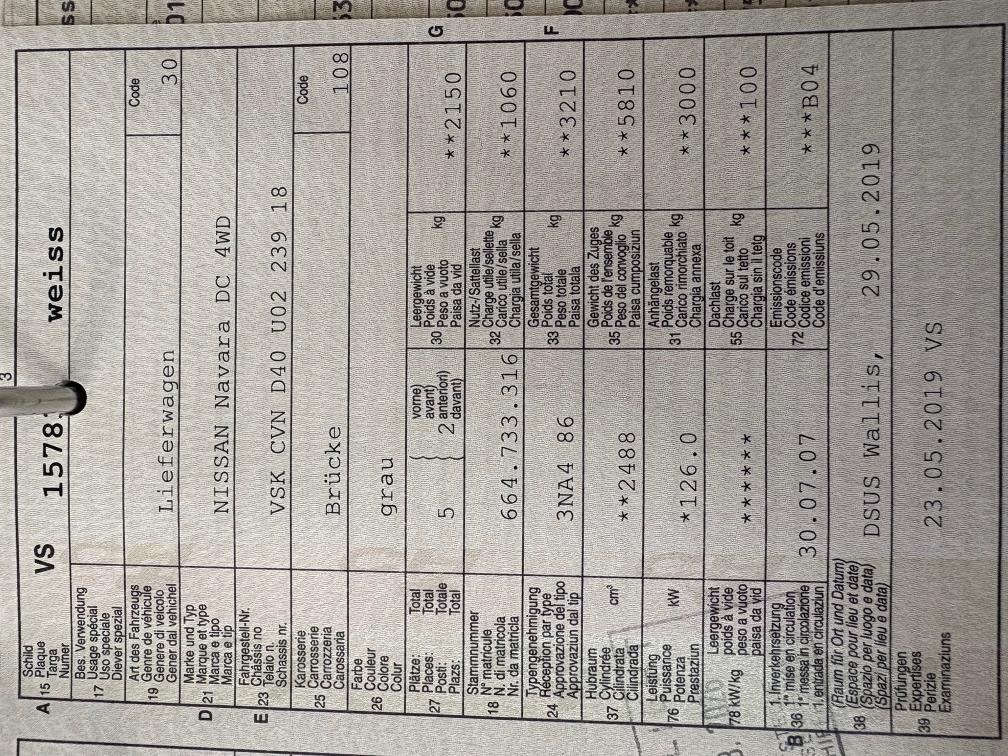 A 15 Schild
Plaque
Targa
Numer
VS 1578
weiss
17 Bes. Verwendung
Usage spécial
Uso speciale
Diever spezial
19 Art des Fahrzeugs
Genre de véhicule
Genere di veicolo
Gener dal vehichel
Lieferwagen
Code
30
D 21 Marke und Typ
Marque et type
Marca e tipo
Marca e tip
NISSAN Navara DC 4WD
E 23 Fahrgestell-Nr.
Châssis no
Telaio n.
Schassis nr.
VSK CVN D40 U02 239 18
25 Karosserie
Carrosserie
Carrozzeria
Carossaria
Brücke
Code
108
26 Farbe
Couleur
Colore
Colur
grau
27 Plätze: Total
Places: Total
Posti: Totale
Plazs: Total
5
2
vorne)
avant)
anteriori)
davant)
30 Leergewicht
Poids à vide
Peso a vuoto kg
Paisa da vid
**2150
G
18 Stammnummer
N° matricule
N. di matricola
Nr. da matricla
664.733.316
32 Nutz-/Sattellast
Charge utile/sellette kg
Carico utile/sella
Chargia utila/sella
**1060
24 Typengenehmigung
Réception par type
Approvazione del tipo
Approvaziun dal tip
3NA4 86
33 Gesamtgewicht
Poids total kg
Peso totale
Paisa totala
**3210
F
37 Hubraum
Cylindrée cm³
Cilindrata
Cilindrada
**2488
35 Gewicht des Zuges
Poids de l'ensemble kg
Peso del convoglio
Paisa cumposiziun
**5810
76 Leistung
Puissance kW
Potenza
Prestaziun
*126.0
31 Anhängelast
Poids remorquable kg
Carico rimorchiato
Chargia annexa
**3000
78 kW/kg Leergewicht
poids à vide
peso a vuoto
paisa da vid
******
55 Dachlast
Charge sur le toit kg
Carico sul tetto
Chargia sin il tetg
***100
B 36 1. Inverkehrsetzung
1re mise en circulation
1a messa in circolazione
1. entrada en circulaziun
30.07.07
72 Emissionscode
Code émissions
Codice emissioni
Code d'emissiuns
***B04
38 (Raum für Ort und Datum)
(Espace pour lieu et date)
(Spazio per luogo e data)
(Spazi per lieu e data)
DSUS Wallis, 29.05.2019
39 Prüfungen
Expertises
Perizie
Examinaziuns
23.05.2019 VS